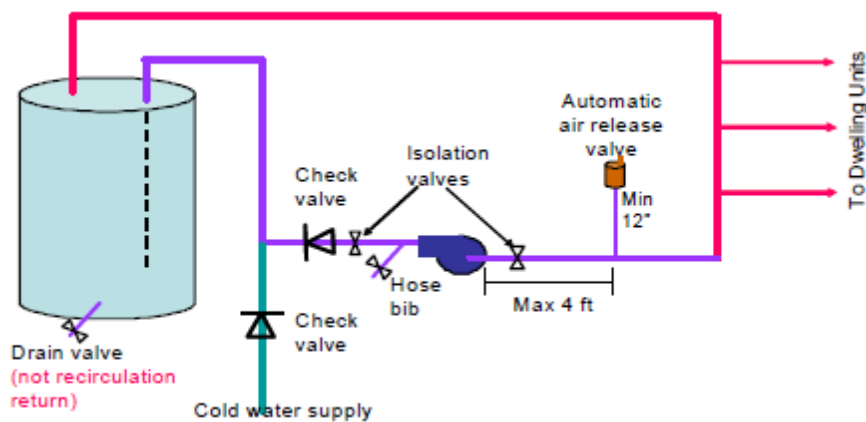 Automatic
air release
valve
Isolation
valves
Check
valve
Min
12"
To Dwelling Units
Hose
bib
Max 4 ft
Check
valve
Drain valve
(not recirculation
return)
Cold water supply